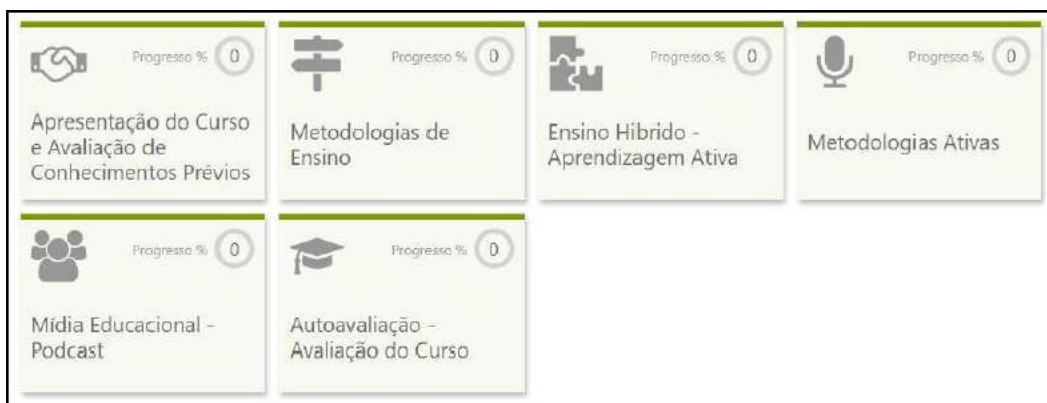 Progresso % 0
Apresentação do Curso
e Avaliação de
Conhecimentos Prévios
Progresso % 0
Metodologias de
Ensino
Progresso % 0
Ensino Hibrido -
Aprendizagem Ativa
Progresso % 0
Metodologias Ativas
Progresso % 0
Mídia Educacional -
Podcast
Progresso % 0
Autoavaliação -
Avaliação do Curso